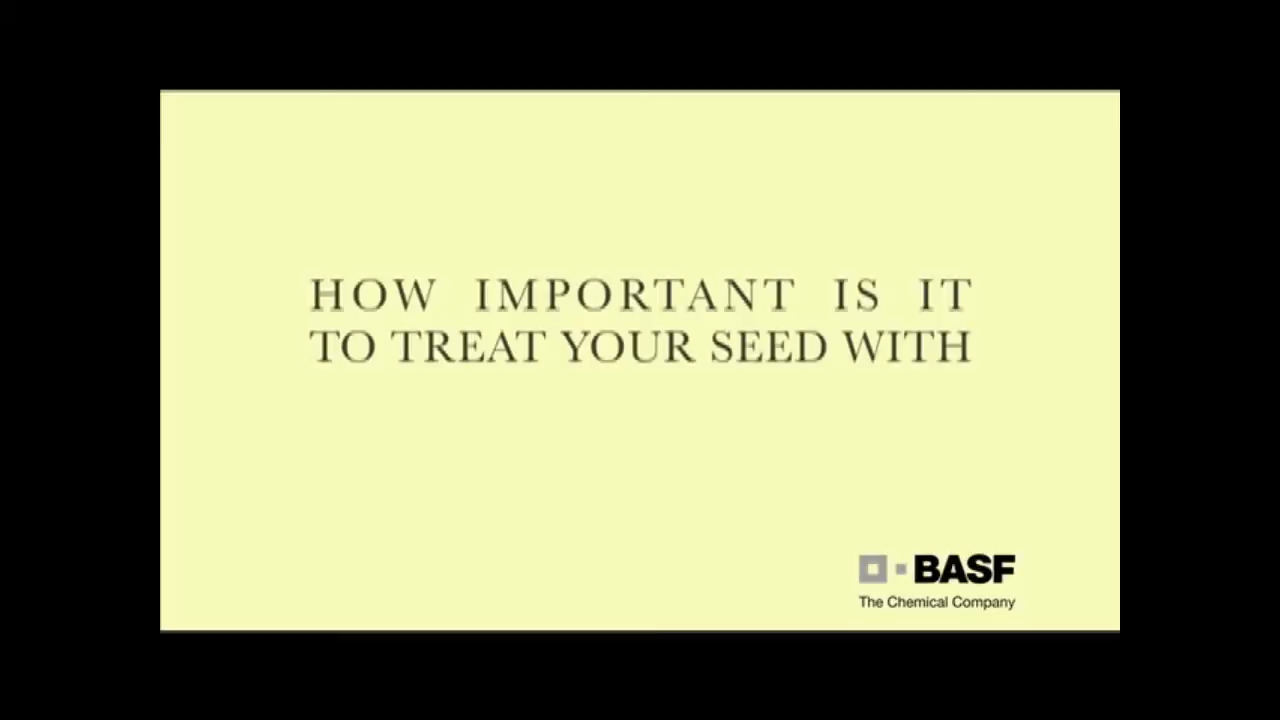 HOW IMPORTANT IS IT
TO TREAT YOUR SEED WITH
BASF
The Chemical Company